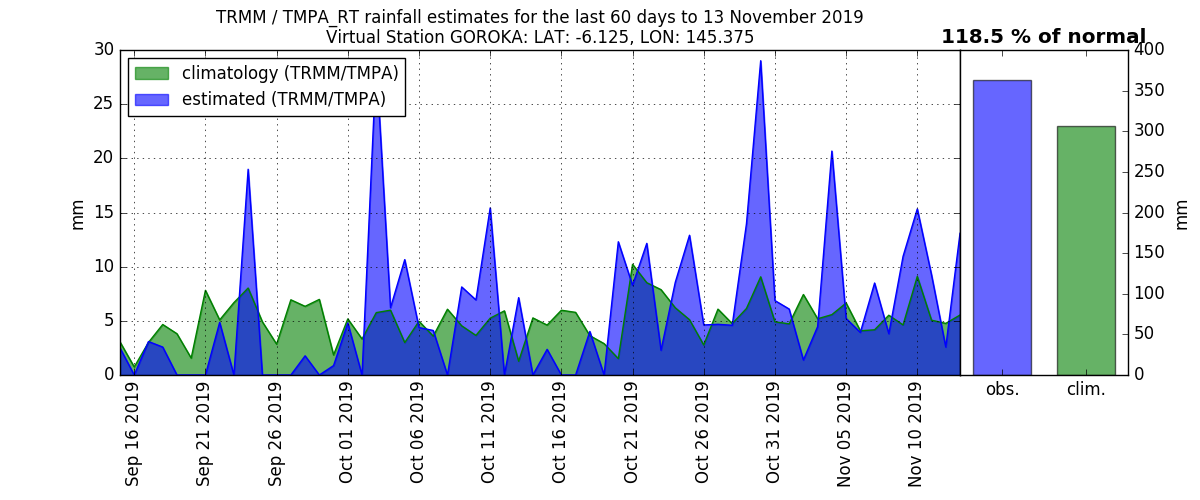 TRMM / TMPA_RT rainfall estimates for the last 60 days to 13 November 2019
Virtual Station GOROKA: LAT: -6.125, LON: 145.375
118.5 % of normal
climatology (TRMM/TMPA)
estimated (TRMM/TMPA)
30
25
20
15
10
5
0
mm
Sep 16 2019
Sep 21 2019
Sep 26 2019
Oct 01 2019
Oct 06 2019
Oct 11 2019
Oct 16 2019
Oct 21 2019
Oct 26 2019
Oct 31 2019
Nov 05 2019
Nov 10 2019
obs.
clim.
400
350
300
250
200
150
100
50
0
mm